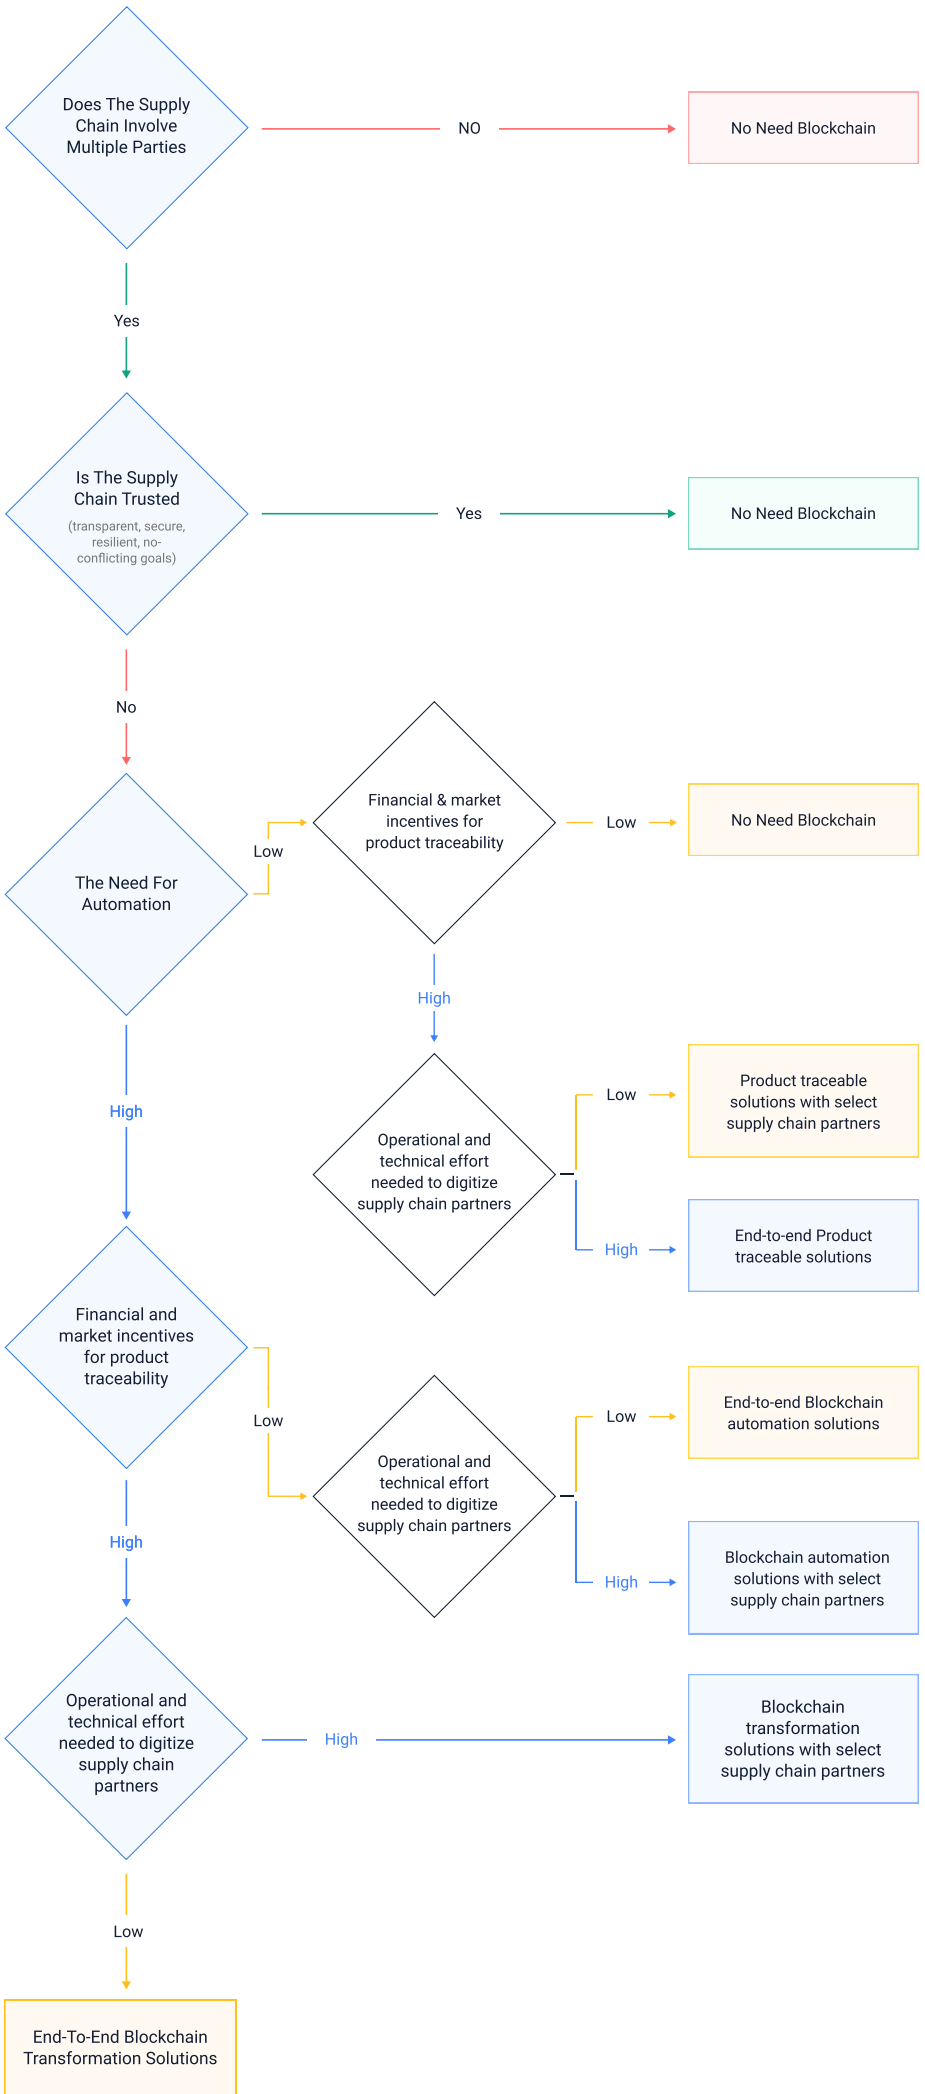 Does The Supply
Chain Involve
Multiple Parties
NO
No Need Blockchain
Yes
Is The Supply
Chain Trusted
(transparent, secure,
resilient, no-
conflicting goals)
Yes
No Need Blockchain
No
The Need For
Automation
Low
Financial & market
incentives for
product traceability
Low
No Need Blockchain
High
Operational and
technical effort
needed to digitize
supply chain partners
Low
Product traceable
solutions with select
supply chain partners
High
End-to-end Product
traceable solutions
High
Financial and
market incentives
for product
traceability
Low
Operational and
technical effort
needed to digitize
supply chain partners
Low
End-to-end Blockchain
automation solutions
High
Blockchain automation
solutions with select
supply chain partners
High
Operational and
technical effort
needed to digitize
supply chain
partners
High
Blockchain
transformation
solutions with select
supply chain partners
Low
End-To-End Blockchain
Transformation Solutions